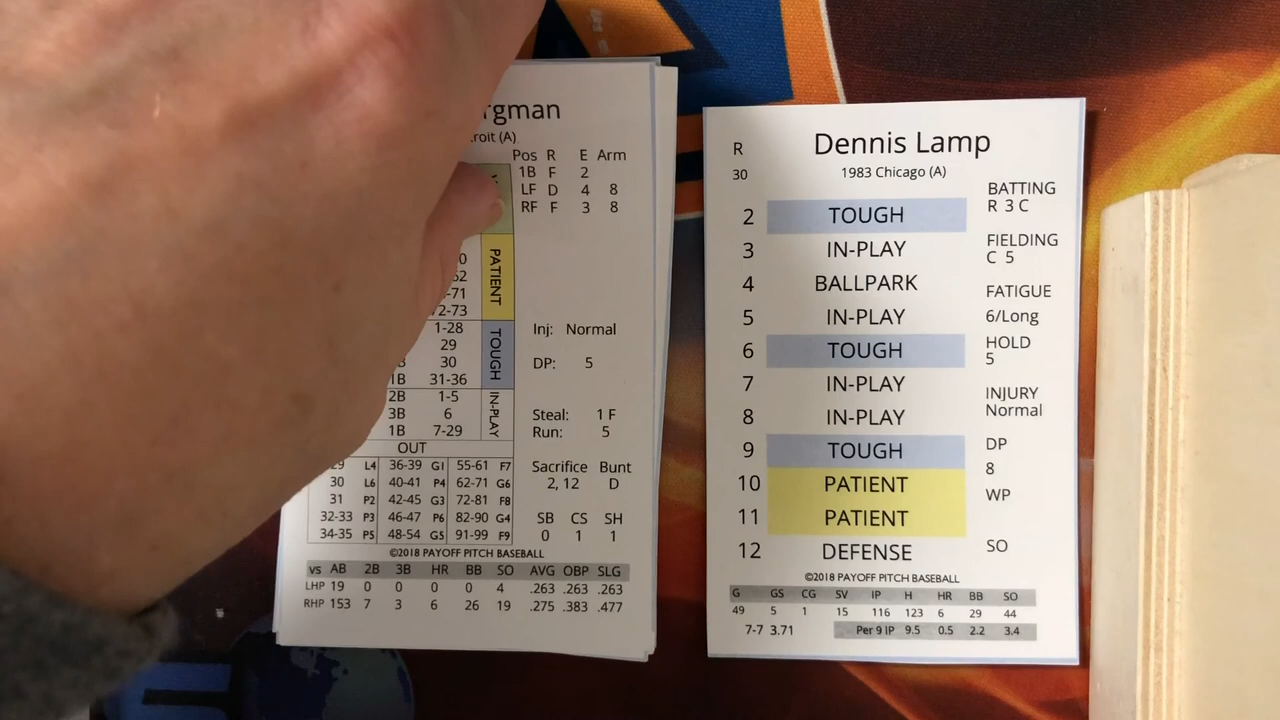 rgman
roit (A)
Pos R E Arm
1B F 2
LF D 4 8
RF F 3 8
PATIENT
0
52
-71
72-73
1-28
29
30
1B 31-36
TOUGH
2B 1-5
3B 6
1B 7-29
IN-PLAY
Inj: Normal
DP: 5
Steal: 1 F
Run: 5
Sacrifice Bunt
2, 12 D
SB CS SH
0 1 1
OUT
29 L4 36-39 G1 55-61 F7
30 L6 40-41 P4 62-71 G6
31 P2 42-45 G3 72-81 F8
32-33 P3 46-47 P6 82-90 G4
34-35 P5 48-54 G5 91-99 F9
©2018 PAYOFF PITCH BASEBALL
vs AB 2B 3B HR BB SO AVG OBP SLG
LHP 19 0 0 0 0 4 .263 .263 .263
RHP 153 7 3 6 26 19 .275 .383 .477
R
30
Dennis Lamp
1983 Chicago (A)
2 TOUGH
3 IN-PLAY
4 BALLPARK
5 IN-PLAY
6 TOUGH
7 IN-PLAY
8 IN-PLAY
9 TOUGH
10 PATIENT
11 PATIENT
12 DEFENSE
BATTING
R 3 C
FIELDING
C 5
FATIGUE
6/Long
HOLD
5
INJURY
Normal
DP
8
WP
SO
©2018 PAYOFF PITCH BASEBALL
G GS CG SV IP H HR BB SO
49 5 1 15 116 123 6 29 44
7-7 3.71 Per 9 IP 9.5 0.5 2.2 3.4